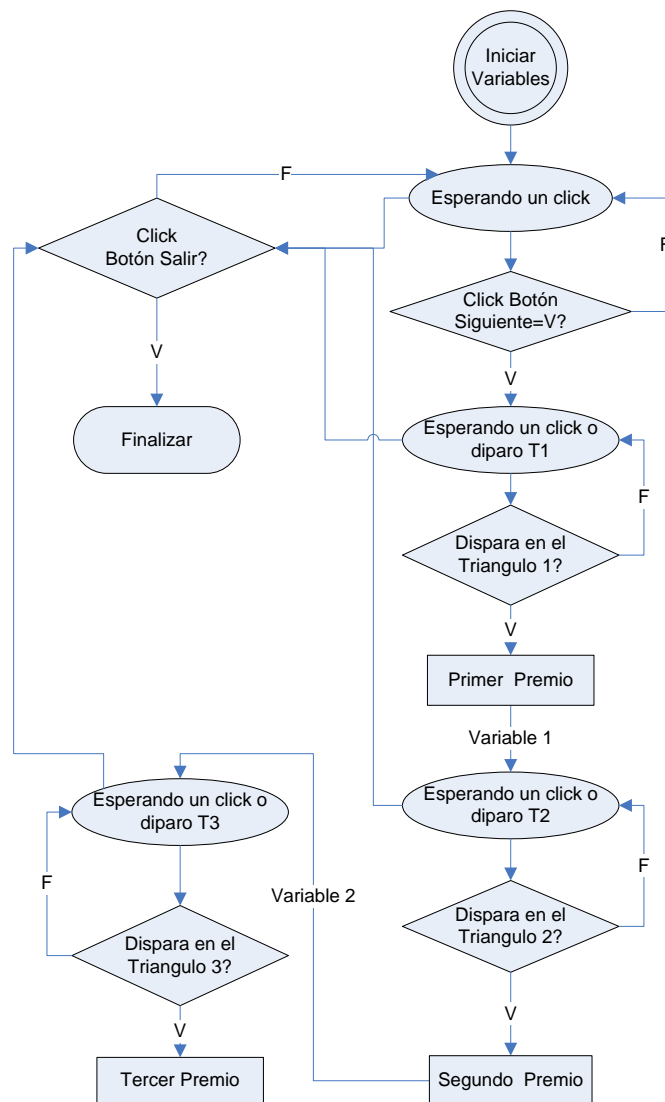 Iniciar
Variables
F
Esperando un click
Click
Botón Salir?
F
Click Botón
Siguiente=V?
V
V
Finalizar
Esperando un click o
diparo T1
F
Dispara en el
Triangulo 1?
V
Primer Premio
Variable 1
Esperando un click o
diparo T3
Esperando un click o
diparo T2
F
F
Variable 2
Dispara en el
Triangulo 3?
Dispara en el
Triangulo 2?
V
V
Tercer Premio
Segundo Premio